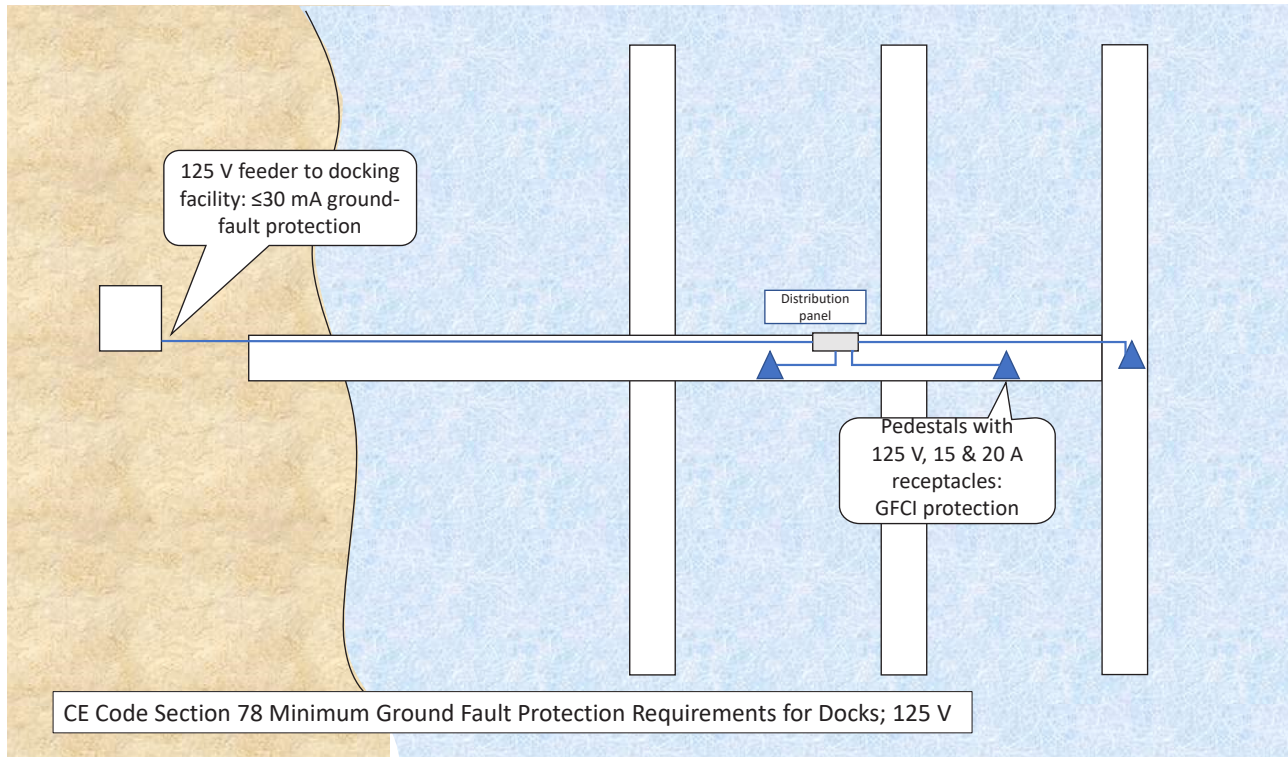 125 V feeder to docking
facility: ≤30 mA ground-
fault protection
Distribution
panel
Pedestals with
125 V, 15 & 20 A
receptacles:
GFCI protection
CE Code Section 78 Minimum Ground Fault Protection Requirements for Docks; 125 V